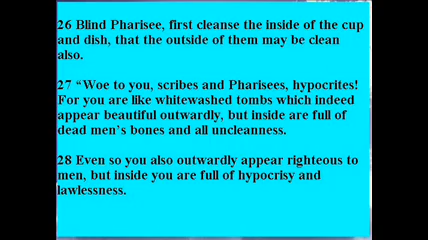 26 Blind Pharisee, first cleanse the inside of the cup
and dish, that the outside of them may be clean
also.
27 “Woe to you, scribes and Pharisees, hypocrites!
For you are like whitewashed tombs which indeed
appear beautiful outwardly, but inside are full of
dead men’s bones and all uncleanness.
28 Even so you also outwardly appear righteous to
men, but inside you are full of hypocrisy and
lawlessness.